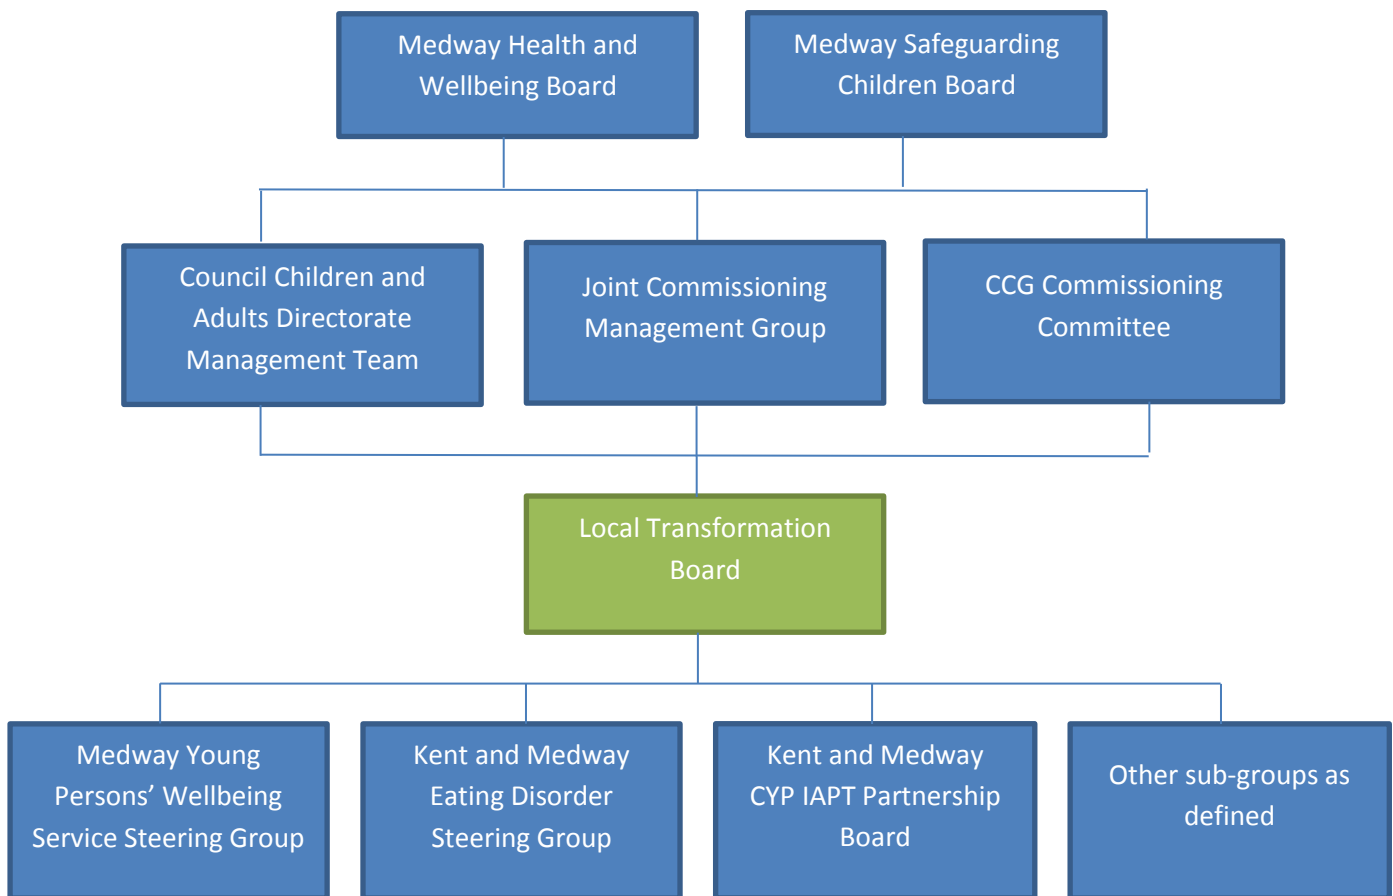 Medway Health and
Wellbeing Board
Medway Safeguarding
Children Board
Council Children and
Adults Directorate
Management Team
Joint Commissioning
Management Group
CCG Commissioning
Committee
Local Transformation
Board
Medway Young
Persons’ Wellbeing
Service Steering Group
Kent and Medway
Eating Disorder
Steering Group
Kent and Medway
CYP IAPT Partnership
Board
Other sub-groups as
defined